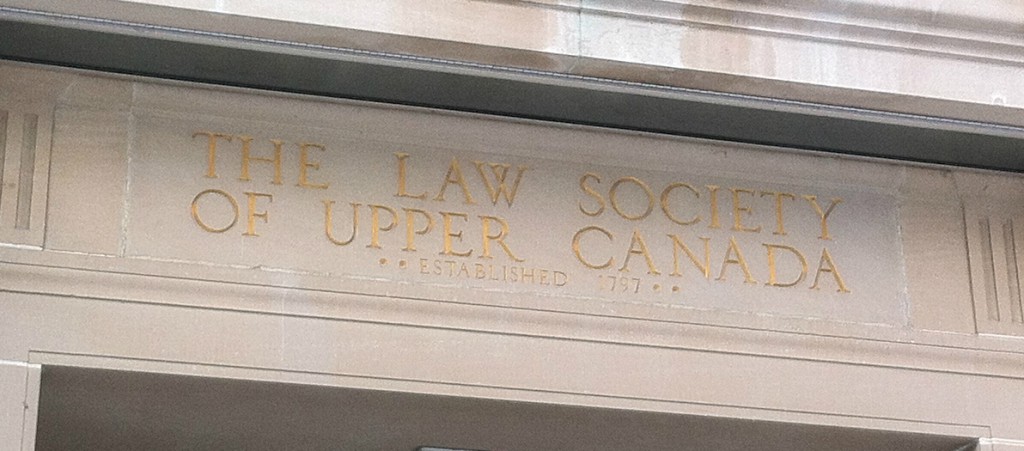 THE LAW SOCIETY
OF UPPER CANADA
•• ESTABLISHED 1797 ••